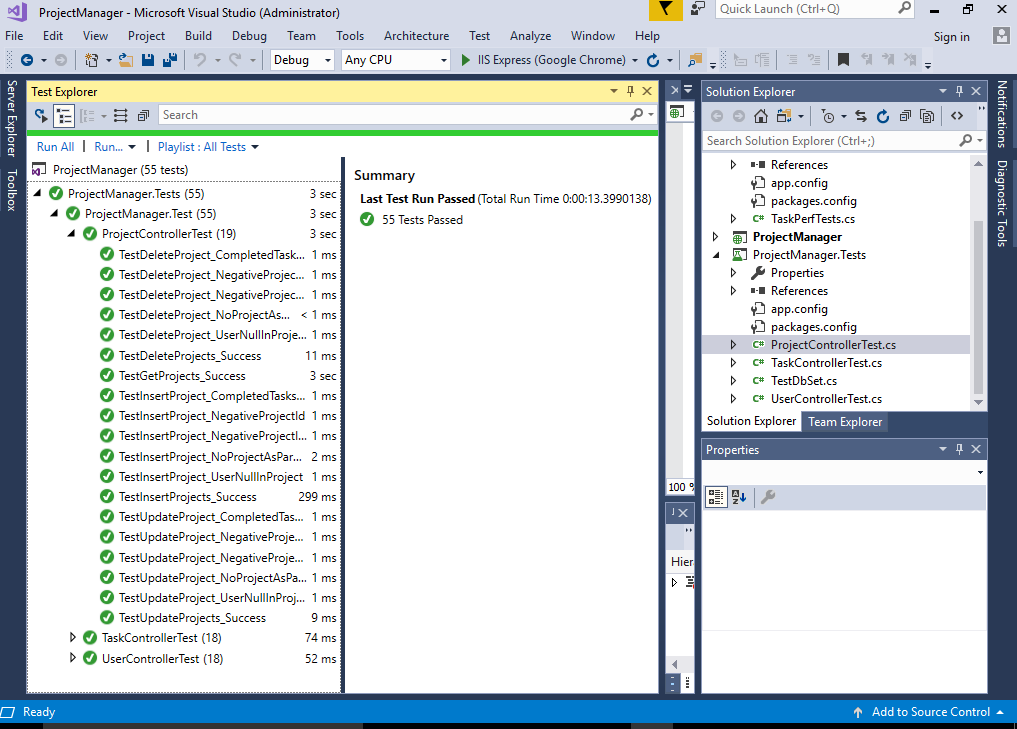 ProjectManager - Microsoft Visual Studio (Administrator)
Quick Launch (Ctrl+Q)
File Edit View Project Build Debug Team Tools Architecture Test Analyze Window Help
Sign in
Debug Any CPU IIS Express (Google Chrome)
Server Explorer
Toolbox
Test Explorer
Search
Run All | Run... | Playlist : All Tests
ProjectManager (55 tests)
ProjectManager.Tests (55) 3 sec
ProjectManager.Test (55) 3 sec
ProjectControllerTest (19) 3 sec
TestDeleteProject_CompletedTask... 1 ms
TestDeleteProject_NegativeProjec... 1 ms
TestDeleteProject_NegativeProjec... 1 ms
TestDeleteProject_NoProjectAs... < 1 ms
TestDeleteProject_UserNullInProje... 1 ms
TestDeleteProjects_Success 11 ms
TestGetProjects_Success 3 sec
TestInsertProject_CompletedTasks... 1 ms
TestInsertProject_NegativeProjectId 1 ms
TestInsertProject_NegativeProjectI... 1 ms
TestInsertProject_NoProjectAsPar... 2 ms
TestInsertProject_UserNullInProject 1 ms
TestInsertProjects_Success 299 ms
TestUpdateProject_CompletedTas... 1 ms
TestUpdateProject_NegativeProje... 1 ms
TestUpdateProject_NegativeProje... 1 ms
TestUpdateProject_NoProjectAsPa... 1 ms
TestUpdateProject_UserNullInProj... 1 ms
TestUpdateProjects_Success 9 ms
TaskControllerTest (18) 74 ms
UserControllerTest (18) 52 ms
Summary
Last Test Run Passed (Total Run Time 0:00:13.3990138)
55 Tests Passed
100 %
Hier
Solution Explorer
Search Solution Explorer (Ctrl+;)
References
app.config
packages.config
C# TaskPerfTests.cs
ProjectManager
ProjectManager.Tests
Properties
References
app.config
packages.config
C# ProjectControllerTest.cs
C# TaskControllerTest.cs
C# TestDbSet.cs
C# UserControllerTest.cs
Solution Explorer Team Explorer
Properties
Notifications
Diagnostic Tools
Ready
Add to Source Control